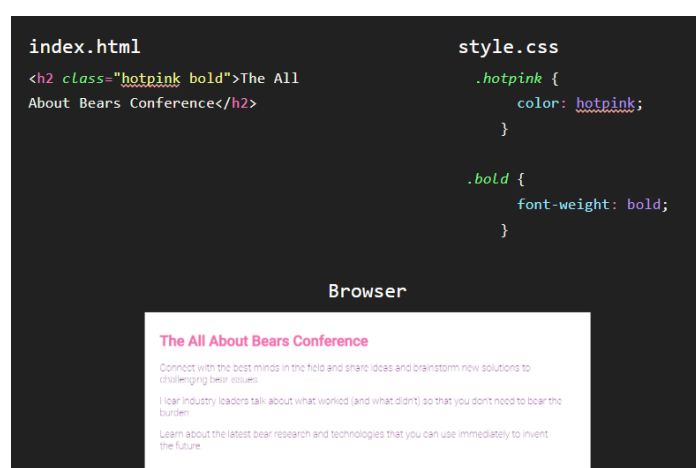 index.html
<h2 class="hotpink bold">The All
About Bears Conference</h2>
style.css
.hotpink {
color: hotpink;
}
.bold {
font-weight: bold;
}
Browser
The All About Bears Conference
Connect with the best minds in the field and share ideas and brainstorm new solutions to
challenging bear issues.
Hear industry leaders talk about what worked (and what didn't) so that you don't need to bear the
burden
Learn about the latest bear research and technologies that you can use immediately to invent
the future.